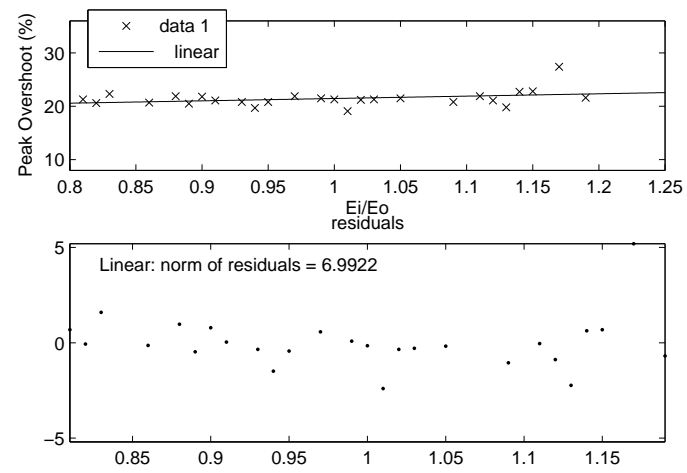 data 1
linear
Peak Overshoot (%)
30
20
10
0.8 0.85 0.9 0.95 1 1.05 1.1 1.15 1.2 1.25
Ei/Eo
residuals
Linear: norm of residuals = 6.9922
5
0
−5
0.85 0.9 0.95 1 1.05 1.1 1.15